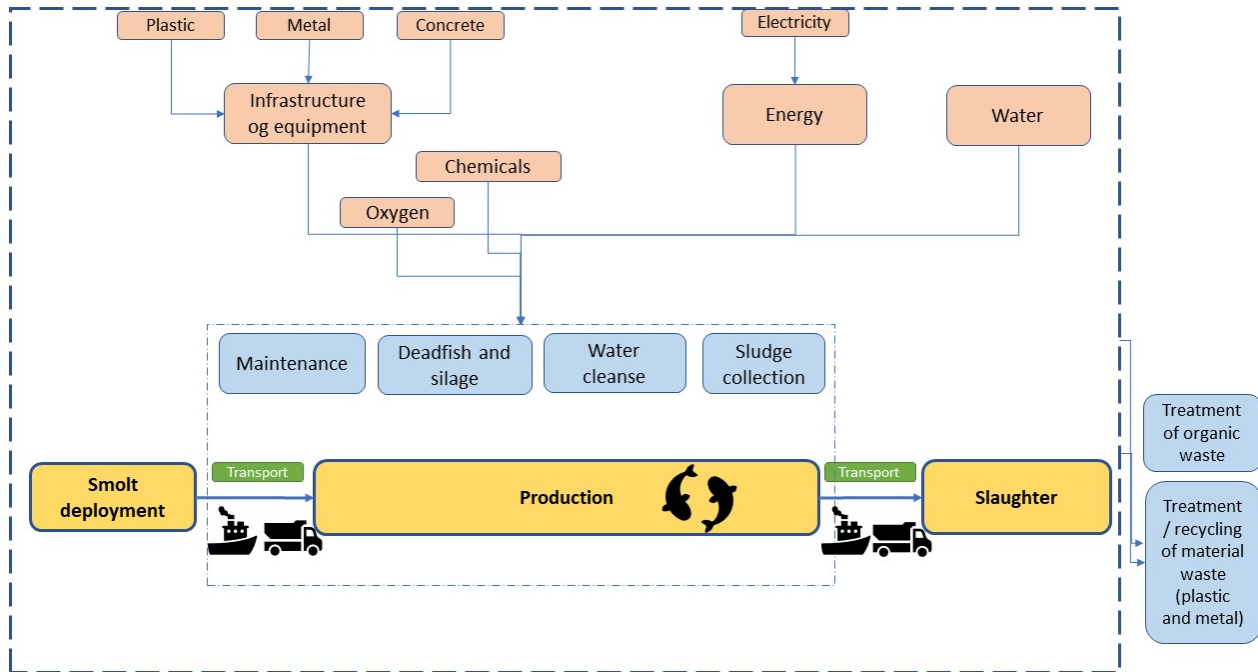 Plastic
Metal
Concrete
Electricity
Infrastructure
og equipment
Energy
Water
Chemicals
Oxygen
Maintenance
Deadfish and
silage
Water
cleanse
Sludge
collection
Treatment
of organic
waste
Transport
Transport
Smolt
deployment
Production
Slaughter
Treatment
/ recycling
of material
waste
(plastic
and metal)